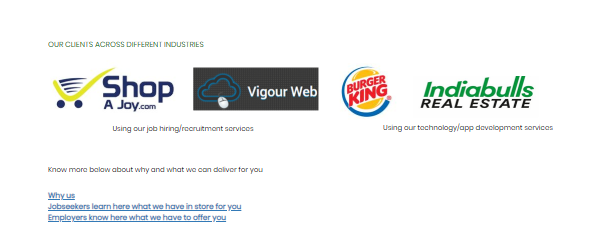 OUR CLIENTS ACROSS DIFFERENT INDUSTRIES
Shop
A Jay.com
Vigour Web
BURGER
KING
Indiabulls
REAL ESTATE
Using our job hiring/recruitment services
Using our technology/app development services
Know more below about why and what we can deliver for you
Why us
Jobseekers learn here what we have in store for you
Employers know here what we have to offer you